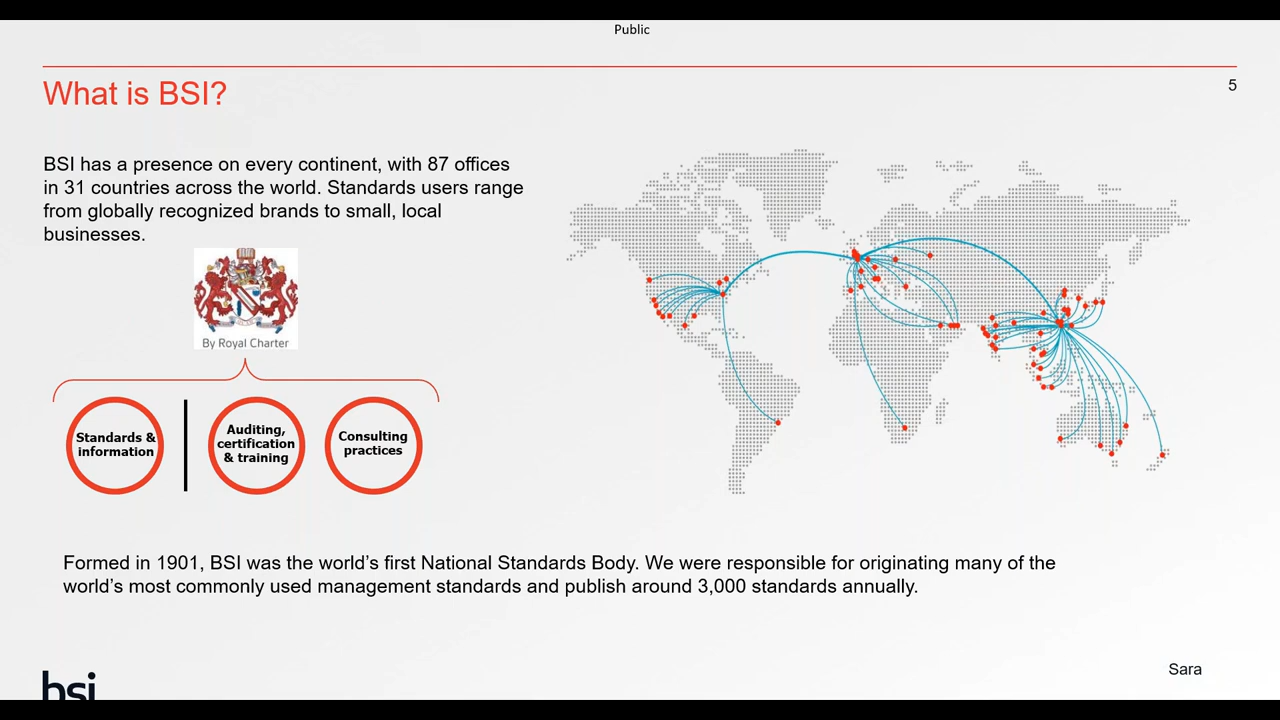 Public
What is BSI?
5
BSI has a presence on every continent, with 87 offices
in 31 countries across the world. Standards users range
from globally recognized brands to small, local
businesses.
By Royal Charter
Standards &
information
Auditing,
certification
& training
Consulting
practices
Formed in 1901, BSI was the world’s first National Standards Body. We were responsible for originating many of the
world’s most commonly used management standards and publish around 3,000 standards annually.
Sara
bsi